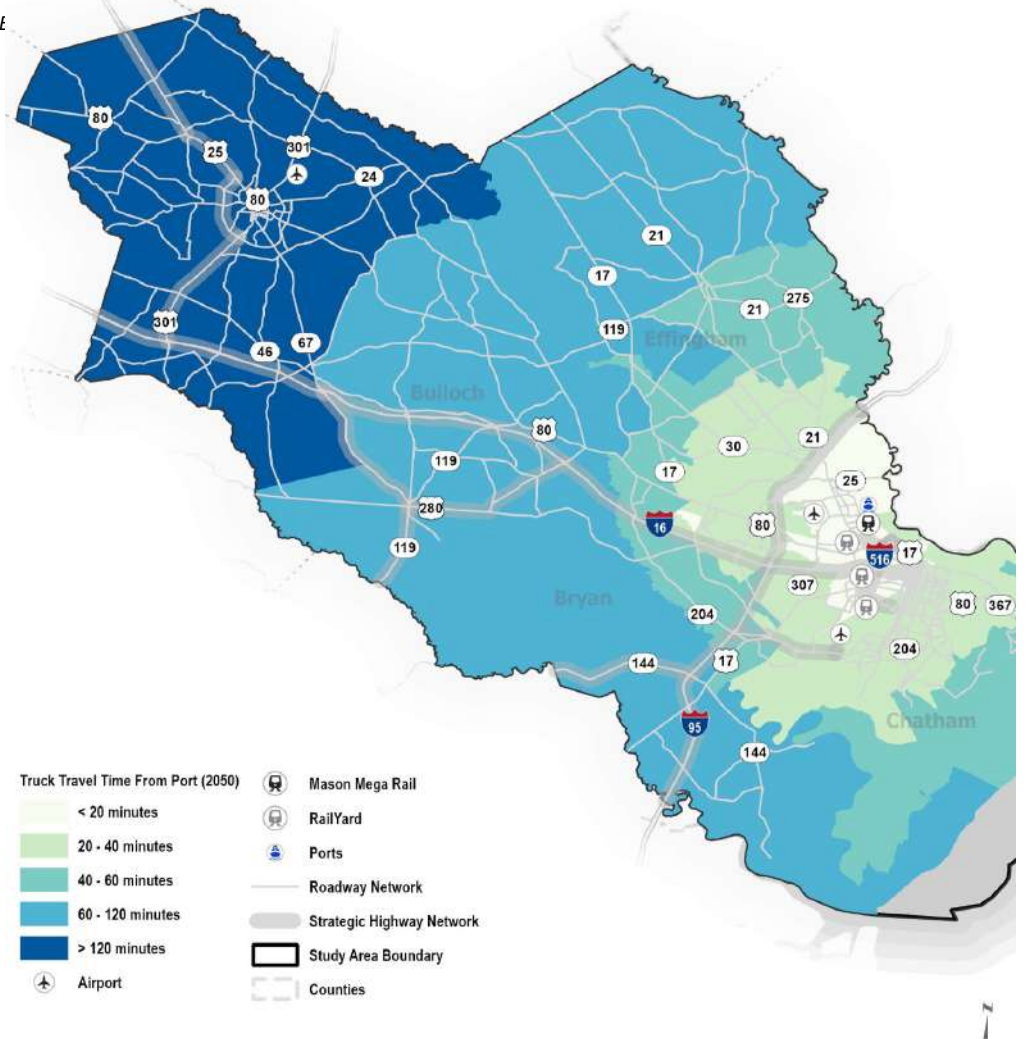 E
80
25
301
24
80
21
17
275
21
119
Effingham
301
46
67
Bulloch
80
30
21
119
17
25
280
16
80
516
17
119
307
Bryan
204
80
367
204
144
17
Chatham
95
144
Truck Travel Time From Port (2050)
< 20 minutes
20 - 40 minutes
40 - 60 minutes
60 - 120 minutes
> 120 minutes
Airport
Mason Mega Rail
RailYard
Ports
Roadway Network
Strategic Highway Network
Study Area Boundary
Counties
z